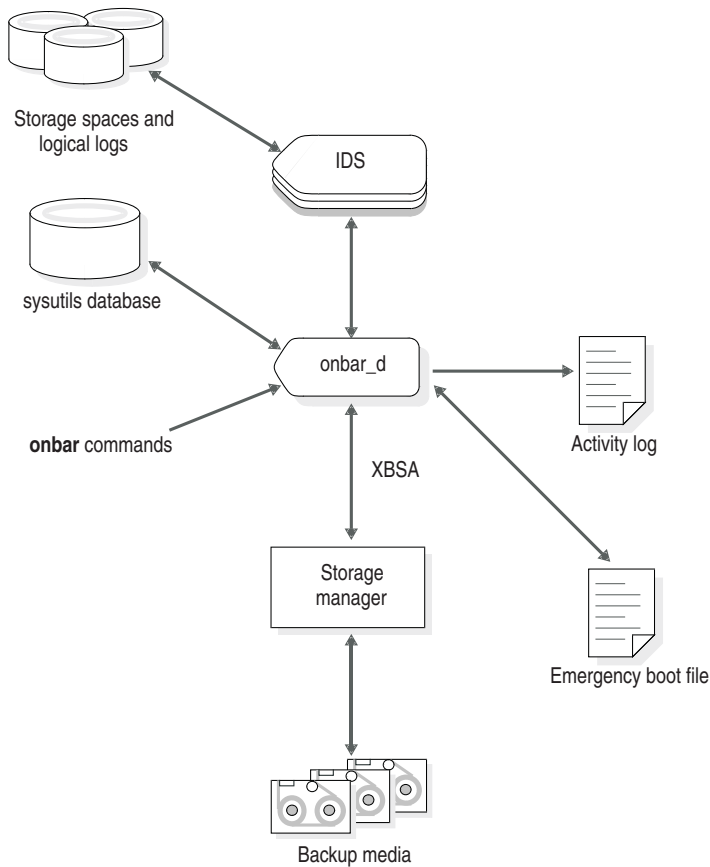 Storage spaces and
logical logs
IDS
sysutils database
onbar_d
onbar commands
Activity log
XBSA
Storage
manager
Emergency boot file
Backup media